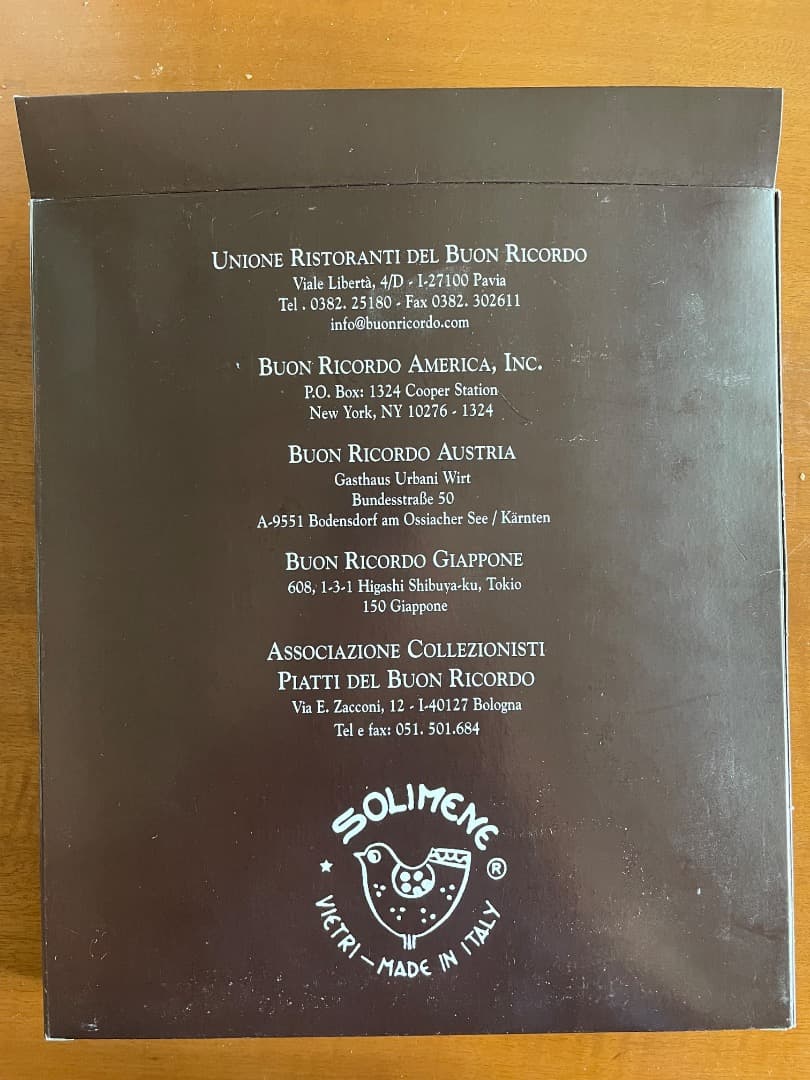 Unione Ristoranti del Buon Ricordo
Viale Libertà, 4/D - I-27100 Pavia
Tel . 0382. 25180 - Fax 0382. 302611
info@buonricordo.com
Buon Ricordo America, Inc.
P.O. Box: 1324 Cooper Station
New York, NY 10276 - 1324
Buon Ricordo Austria
Gasthaus Urbani Wirt
Bundesstraße 50
A-9551 Bodensdorf am Ossiacher See / Kärnten
Buon Ricordo Giappone
608, 1-3-1 Higashi Shibuya-ku, Tokio
150 Giappone
Associazione Collezionisti
Piatti del Buon Ricordo
Via E. Zacconi, 12 - I-40127 Bologna
Tel e fax: 051. 501.684
SOLIMENE
®
VIETRI – MADE IN ITALY